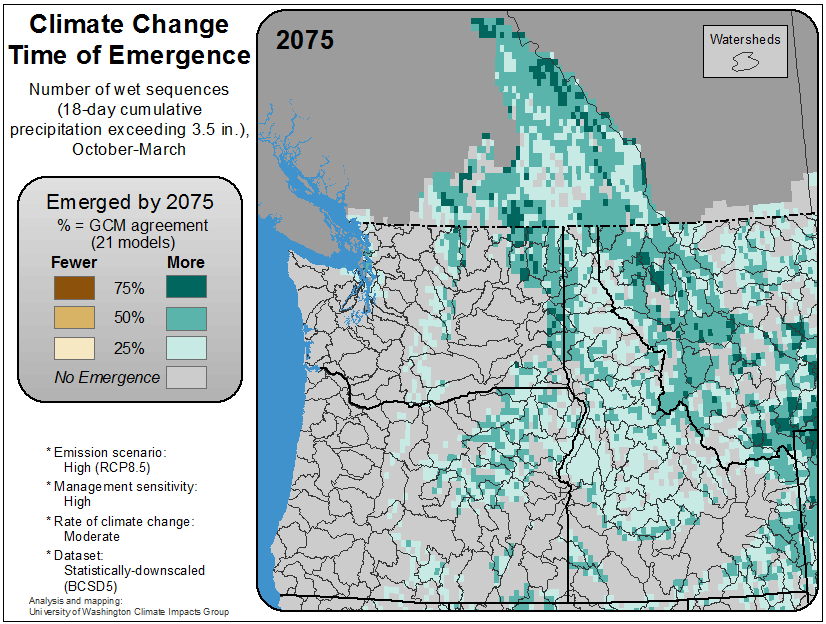 Climate Change
Time of Emergence
Number of wet sequences
(18-day cumulative
precipitation exceeding 3.5 in.),
October-March
Emerged by 2075
% = GCM agreement
(21 models)
Fewer More
75%
50%
25%
No Emergence
* Emission scenario:
High (RCP8.5)
* Management sensitivity:
High
* Rate of climate change:
Moderate
* Dataset:
Statistically-downscaled
(BCSD5)
Analysis and mapping:
University of Washington Climate Impacts Group
2075
Watersheds